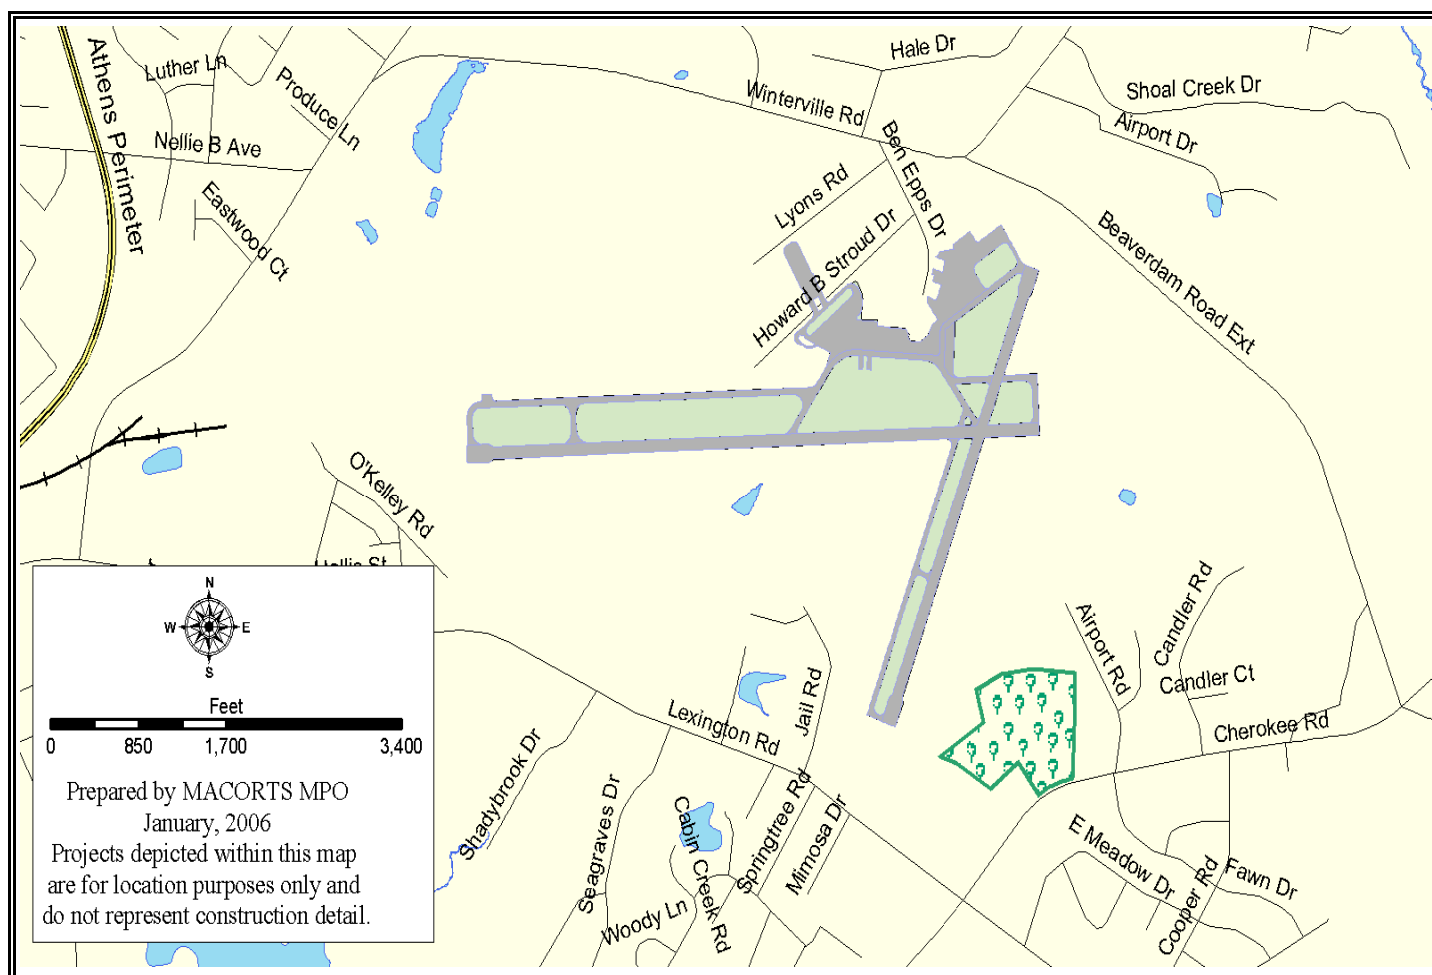 Athens Perimeter
Luther Ln
Produce Ln
Nellie B Ave
Eastwood Ct
Hale Dr
Winterville Rd
Shoal Creek Dr
Airport Dr
Ben Epps Dr
Lyons Rd
Howard B Stroud Dr
Beaverdam Road Ext
O'Kelley Rd
Hollis St
Candler Rd
Airport Rd
Candler Ct
Cherokee Rd
Jail Rd
Lexington Rd
Shadybrook Dr
Seagraves Dr
Cabin Creek Rd
Springtree Rd
Mimosa Dr
Woody Ln
E Meadow Dr
Fawn Dr
Cooper Rd
N
W E
S
Feet
0 850 1,700 3,400
Prepared by MACORTS MPO
January, 2006
Projects depicted within this map
are for location purposes only and
do not represent construction detail.